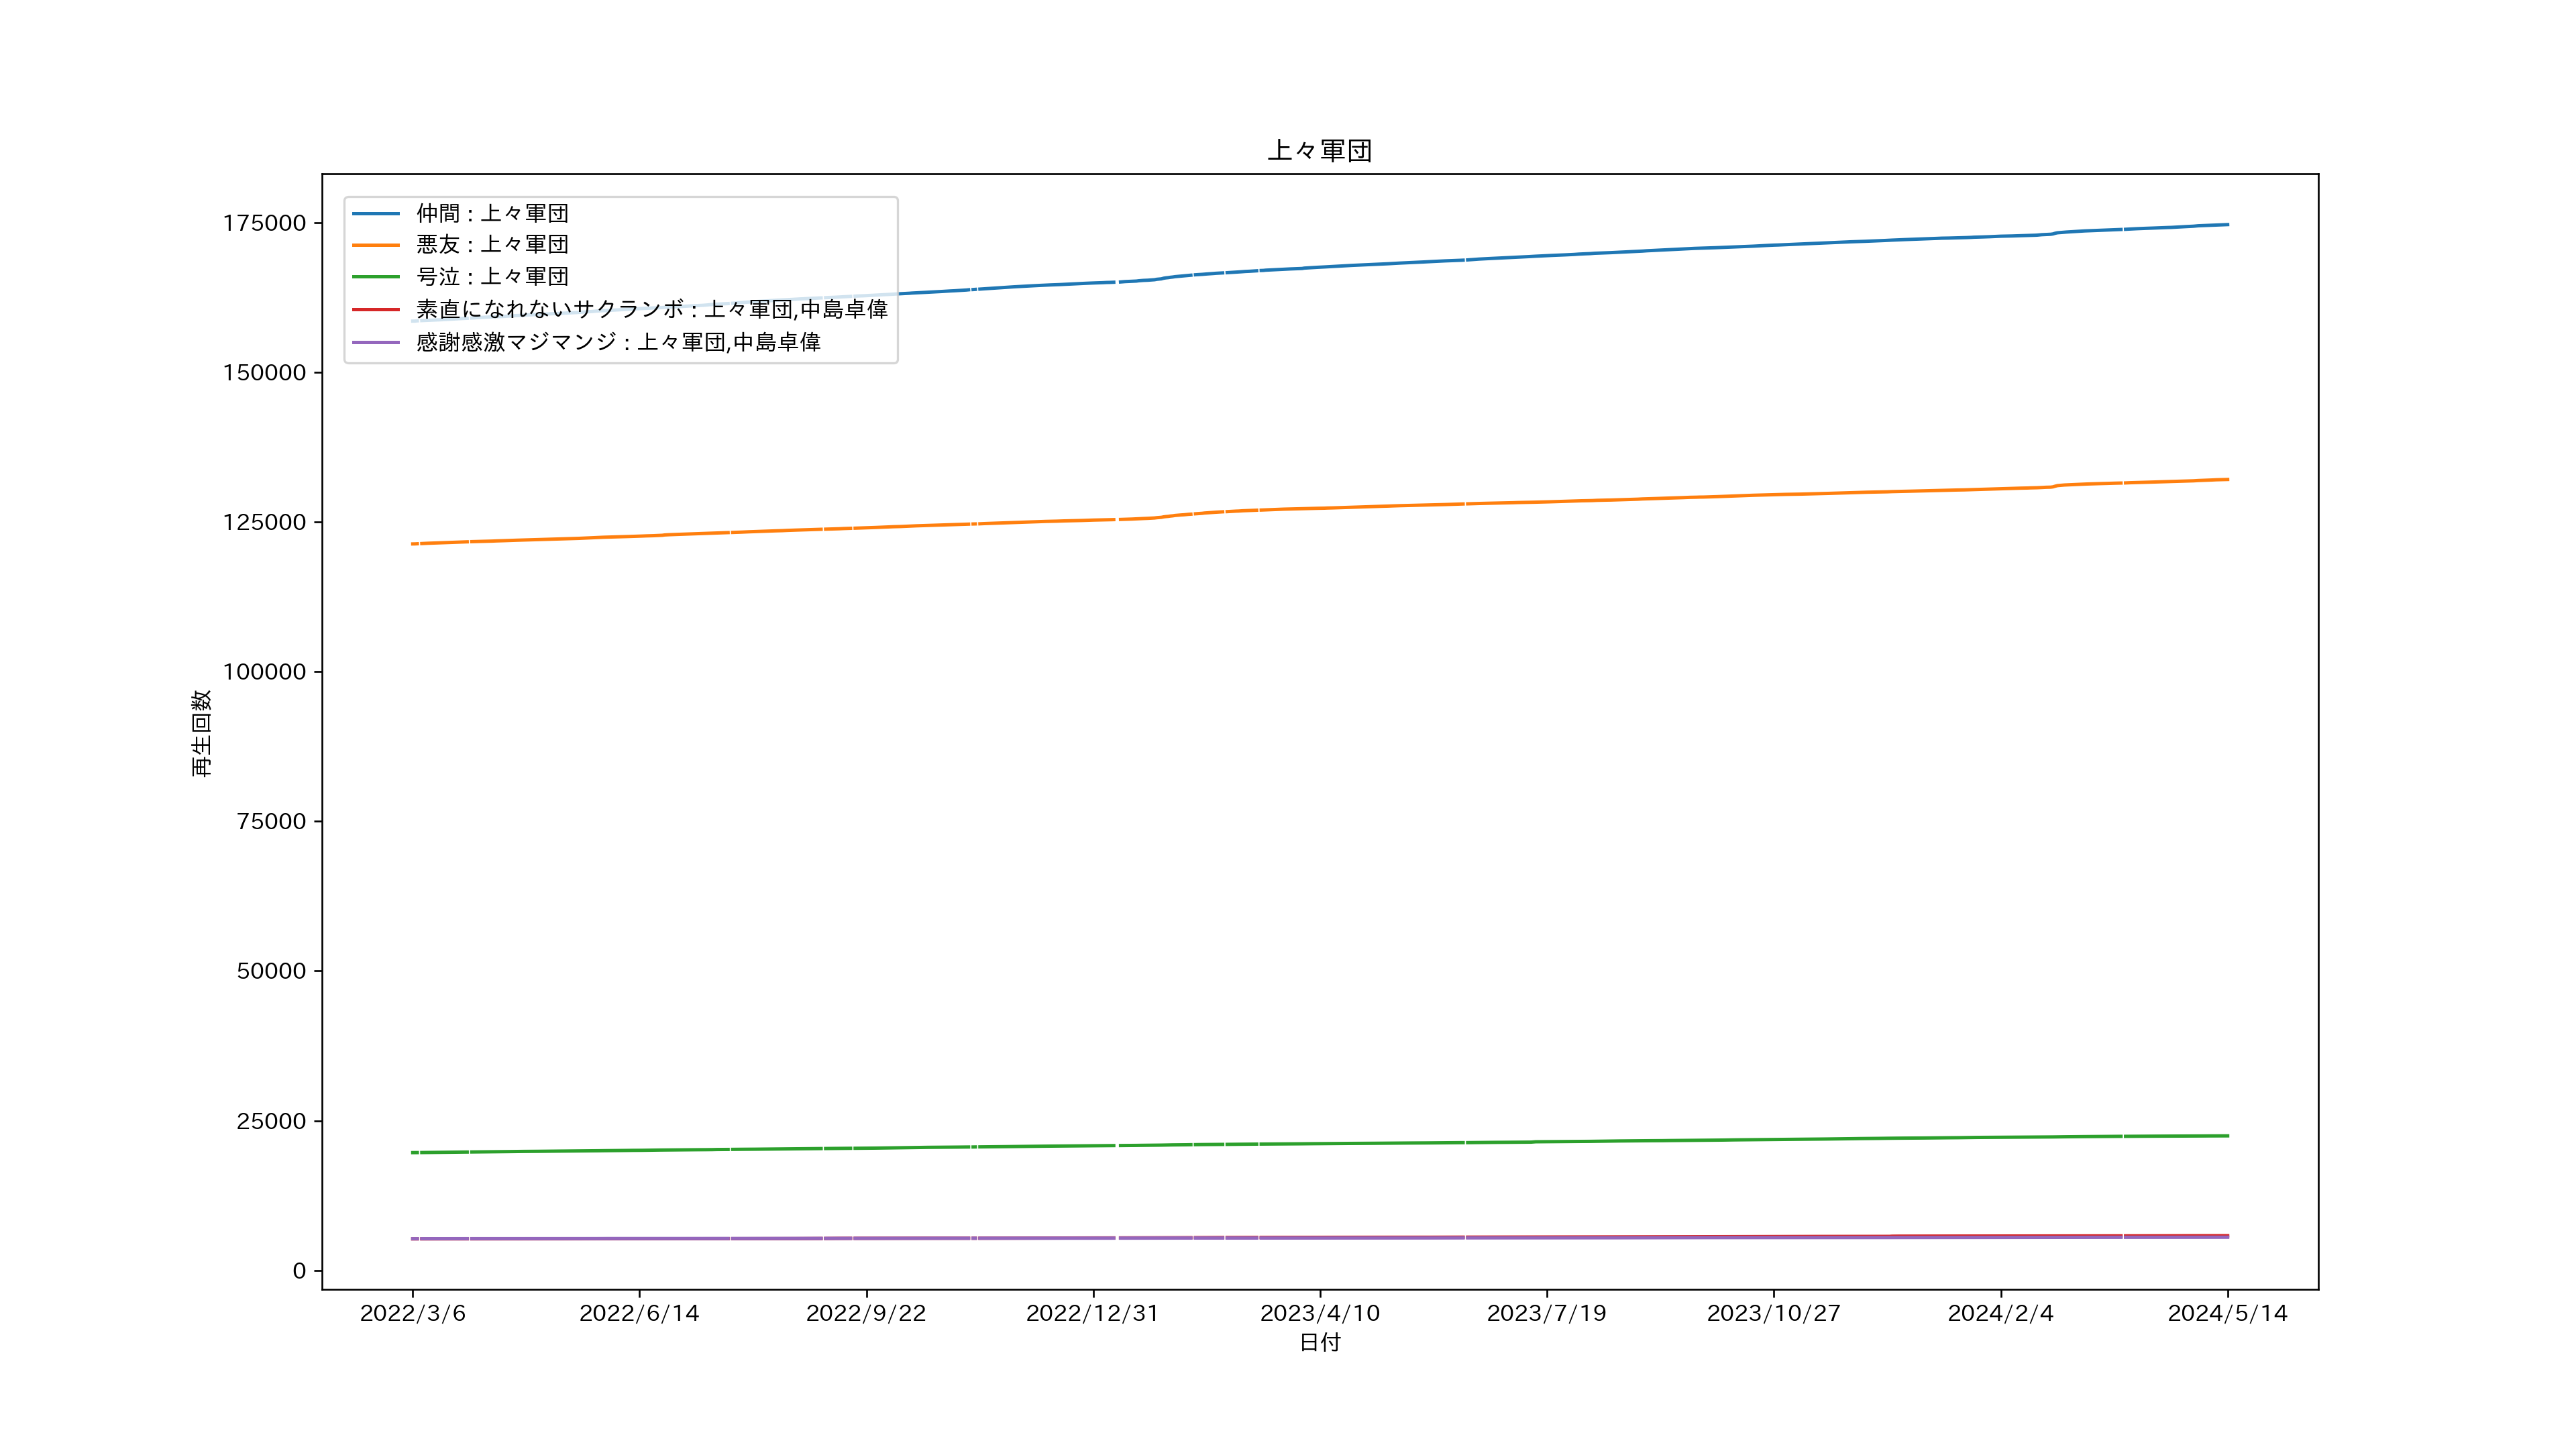 上々軍団
仲間 : 上々軍団
悪友 : 上々軍団
号泣 : 上々軍団
素直になれないサクランボ : 上々軍団,中島卓偉
感謝感激マジマンジ : 上々軍団,中島卓偉
175000
150000
125000
100000
75000
50000
25000
0
再生回数
2022/3/6 2022/6/14 2022/9/22 2022/12/31 2023/4/10 2023/7/19 2023/10/27 2024/2/4 2024/5/14
日付